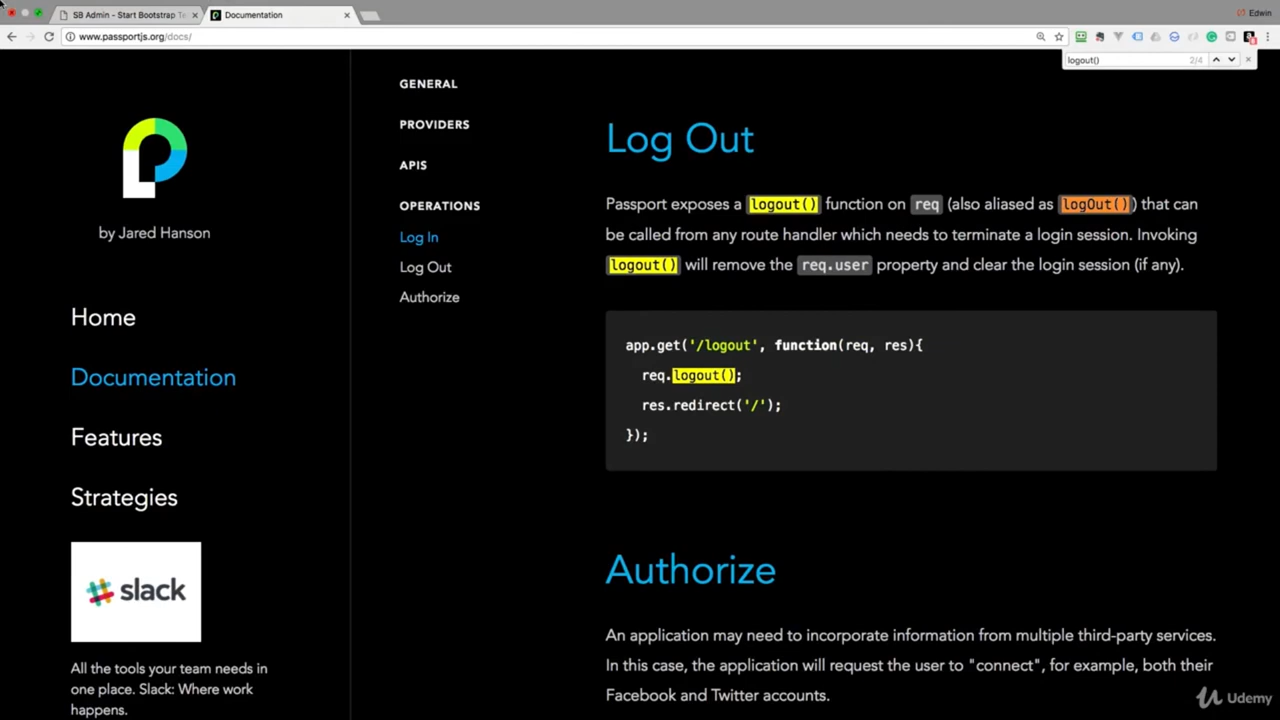 SB Admin - Start Bootstrap Te
Documentation
Edwin
www.passportjs.org/docs/
logout()
2/4
by Jared Hanson
Home
Documentation
Features
Strategies
slack
All the tools your team needs in
one place. Slack: Where work
happens.
GENERAL
PROVIDERS
APIS
OPERATIONS
Log In
Log Out
Authorize
Log Out
Passport exposes a logout() function on req (also aliased as logOut()) that can
be called from any route handler which needs to terminate a login session. Invoking
logout() will remove the req.user property and clear the login session (if any).
app.get('/logout', function(req, res){
req.logout();
res.redirect('/');
});
Authorize
An application may need to incorporate information from multiple third-party services.
In this case, the application will request the user to "connect", for example, both their
Facebook and Twitter accounts.
Udemy